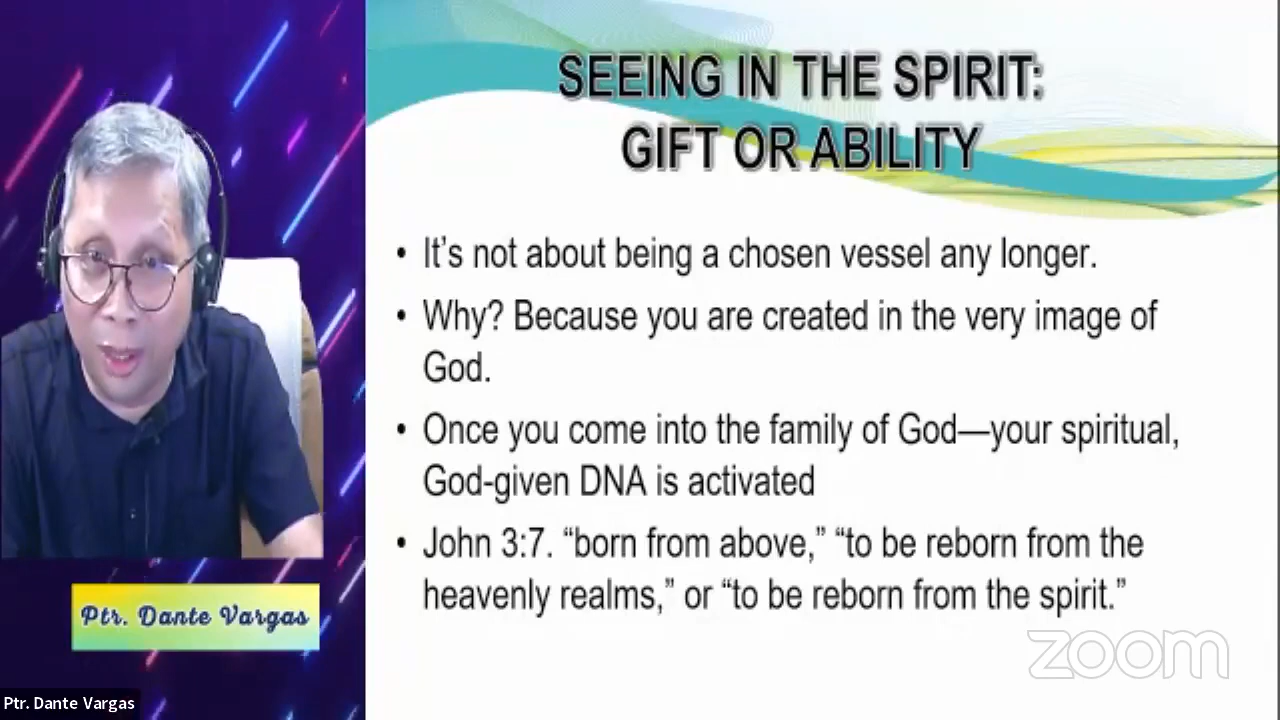 SEEING IN THE SPIRIT:
GIFT OR ABILITY
• It’s not about being a chosen vessel any longer.
• Why? Because you are created in the very image of
God.
• Once you come into the family of God—your spiritual,
God-given DNA is activated
• John 3:7. “born from above,” “to be reborn from the
heavenly realms,” or “to be reborn from the spirit.”
Ptr. Dante Vargas
Ptr. Dante Vargas
zoom